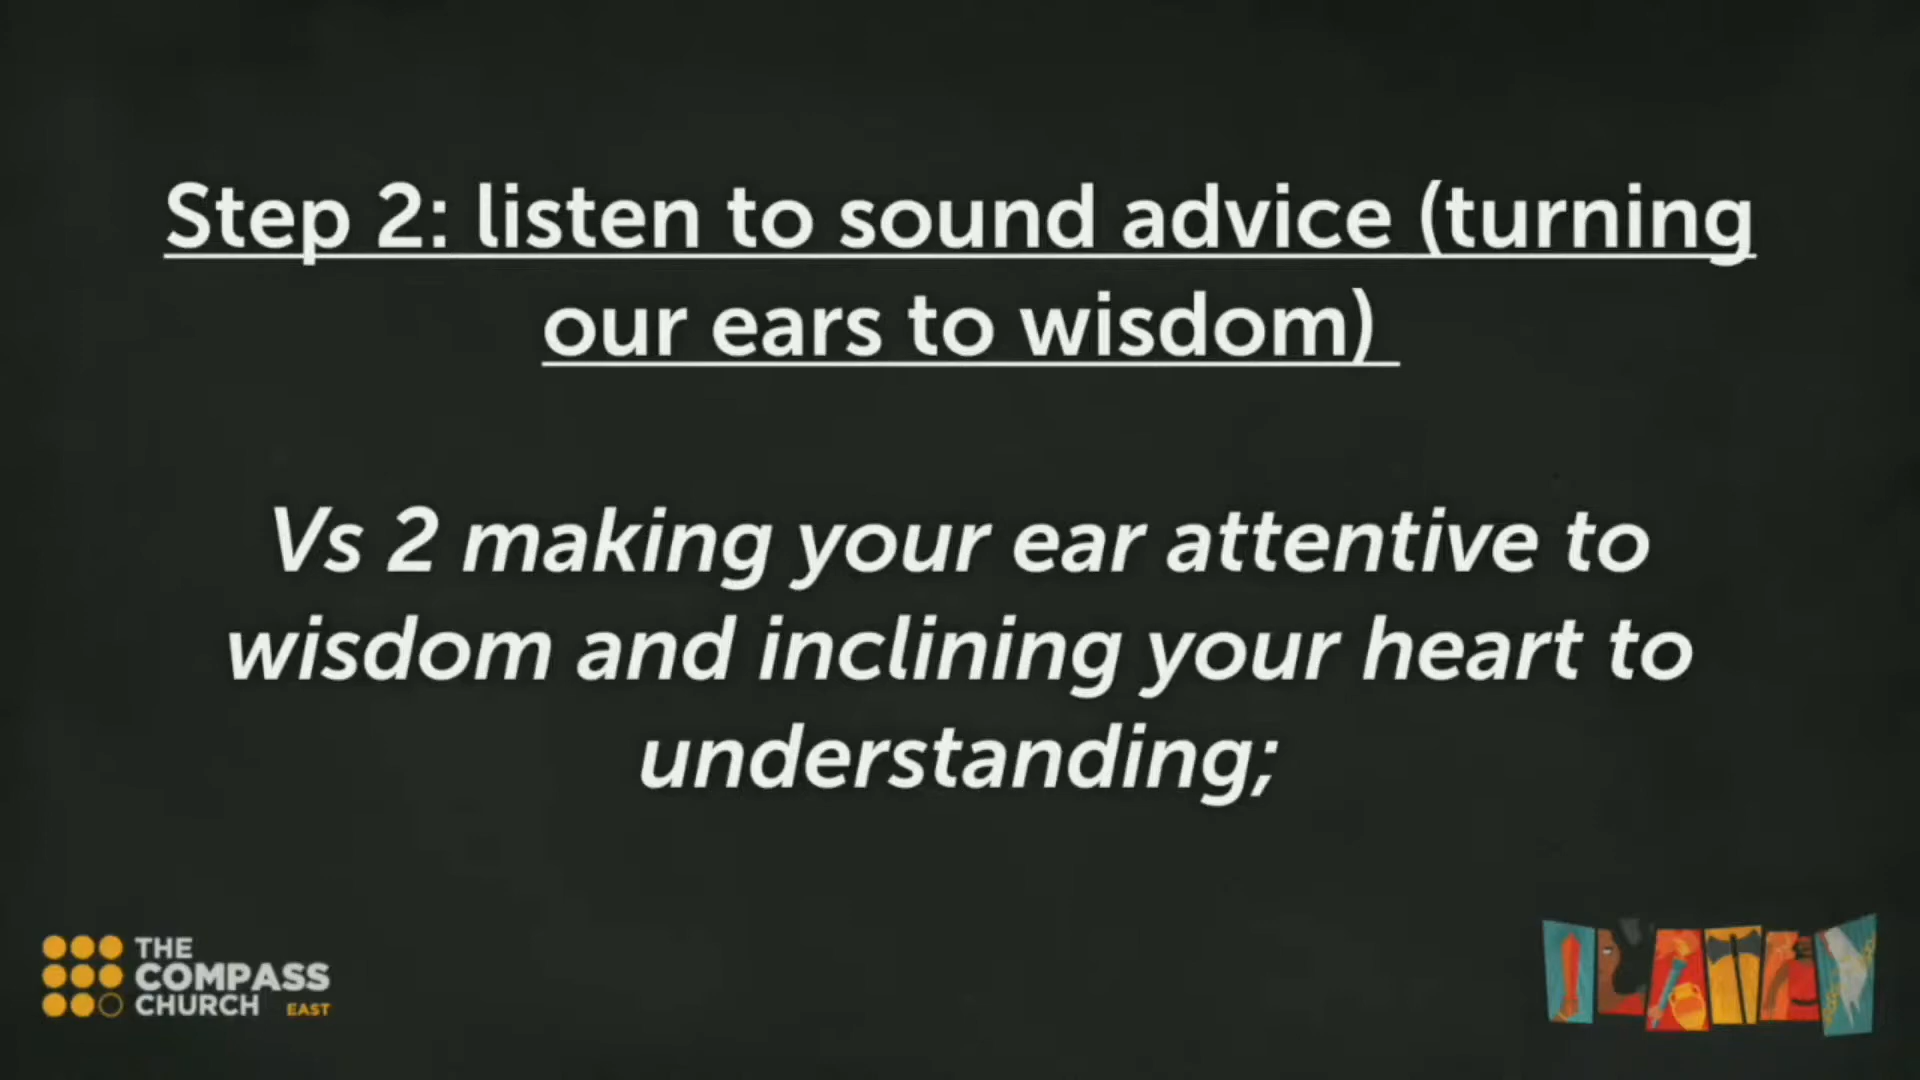 Step 2: listen to sound advice (turning
our ears to wisdom)
Vs 2 making your ear attentive to
wisdom and inclining your heart to
understanding;
THE
COMPASS
CHURCH EAST